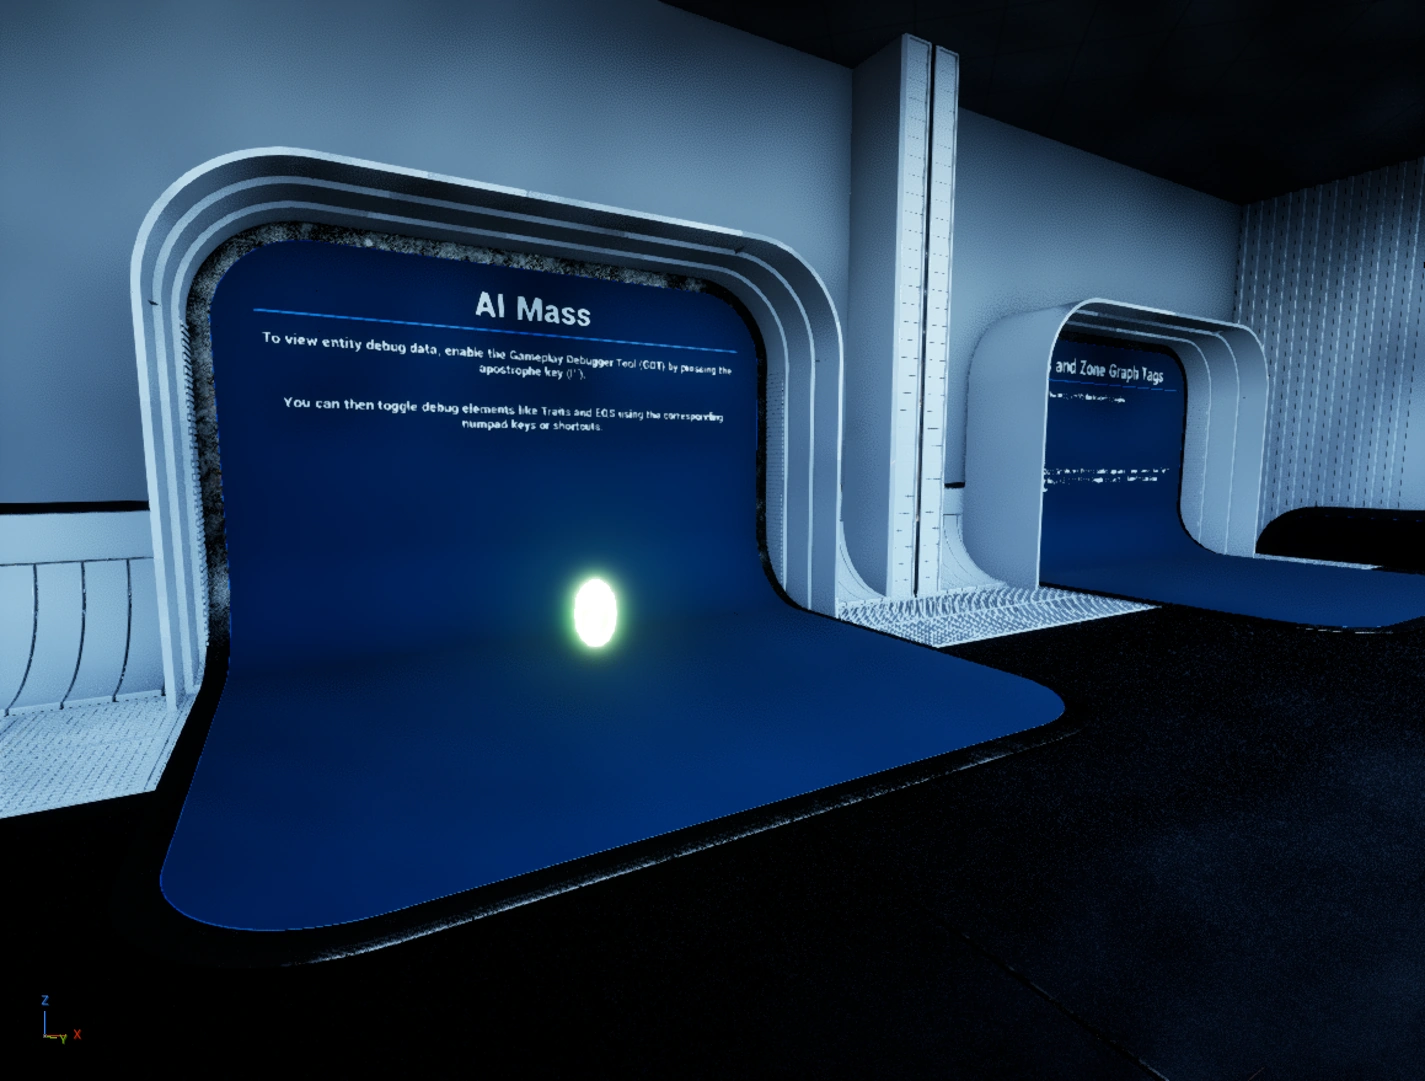 AI Mass
To view entity debug data, enable the Gameplay Debugger Tool (GDT) by pressing the
apostrophe key (').
You can then toggle debug elements like Traits and EQS using the corresponding
numpad keys or shortcuts.
and Zone Graph Tags
Z
Y X